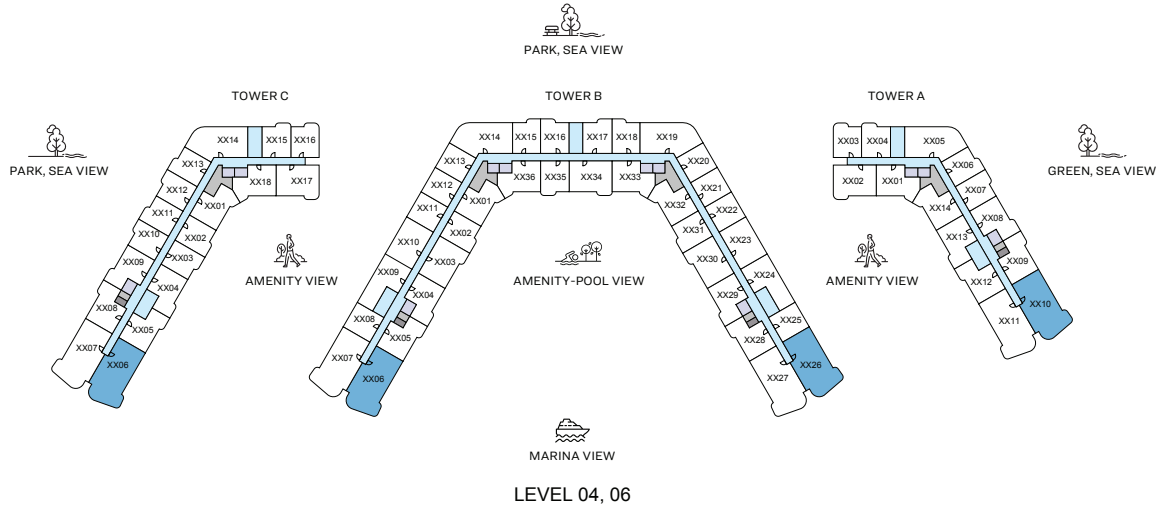 PARK, SEA VIEW
TOWER C
TOWER B
TOWER A
PARK, SEA VIEW
GREEN, SEA VIEW
XX14
XX15
XX16
XX13
XX12
XX11
XX10
XX09
XX08
XX07
XX06
XX05
XX04
XX03
XX02
XX01
XX18
XX17
AMENITY VIEW
XX14
XX15
XX16
XX17
XX18
XX19
XX13
XX12
XX11
XX10
XX09
XX08
XX07
XX06
XX05
XX04
XX03
XX02
XX01
XX36
XX35
XX34
XX33
XX32
XX31
XX30
XX29
XX28
XX27
XX26
XX25
XX24
XX23
XX22
XX21
XX20
AMENITY-POOL VIEW
AMENITY VIEW
XX03
XX04
XX05
XX06
XX07
XX08
XX09
XX10
XX11
XX12
XX13
XX14
XX01
XX02
MARINA VIEW
LEVEL 04, 06